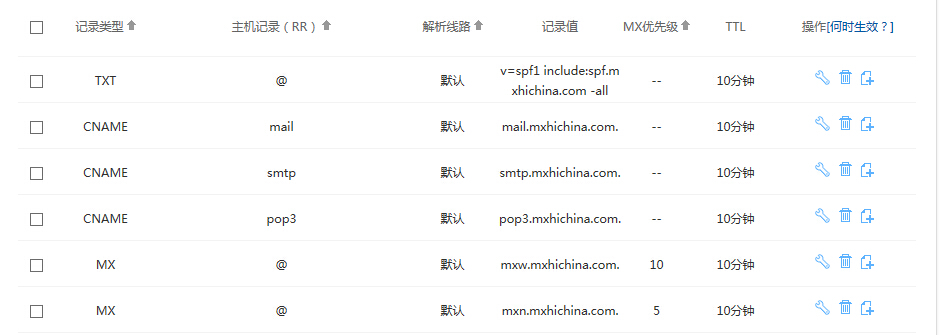 记录类型 主机记录（RR） 解析线路 记录值 MX优先级 TTL 操作[何时生效？]
TXT @ 默认 v=spf1 include:spf.m -- 10分钟
xhichina.com -all
CNAME mail 默认 mail.mxhichina.com. -- 10分钟
CNAME smtp 默认 smtp.mxhichina.com. -- 10分钟
CNAME pop3 默认 pop3.mxhichina.com. -- 10分钟
MX @ 默认 mxw.mxhichina.com. 10 10分钟
MX @ 默认 mxn.mxhichina.com. 5 10分钟